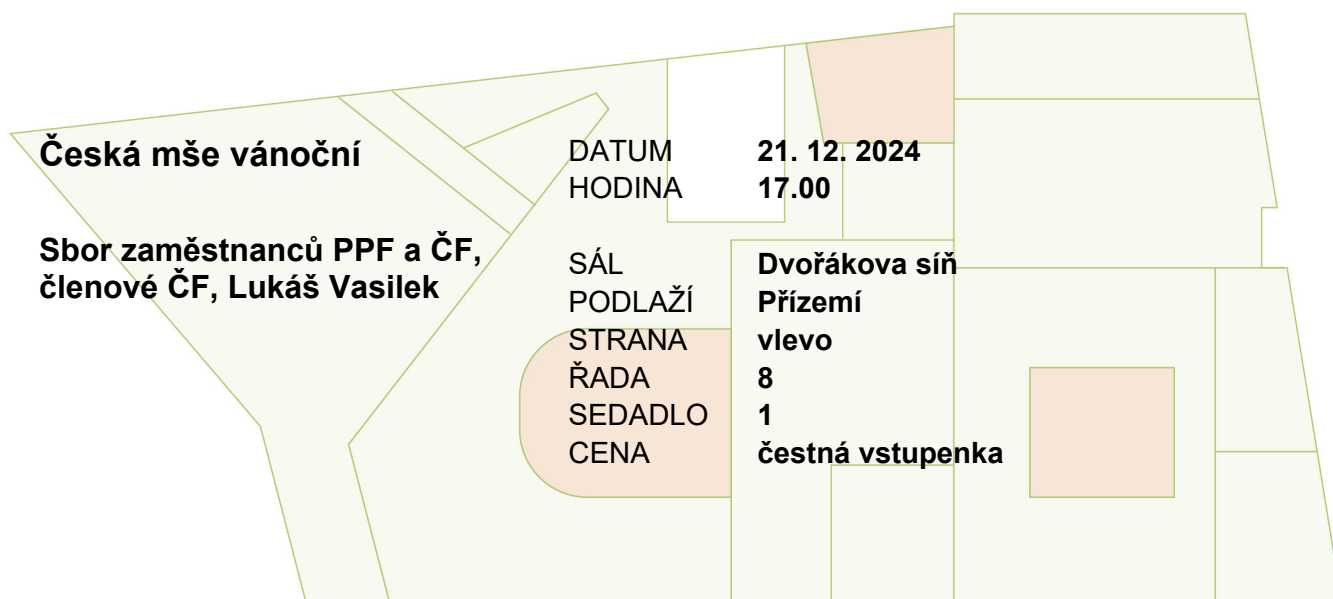 Česká mše vánoční
Sbor zaměstnanců PPF a ČF,
členové ČF, Lukáš Vasilek
DATUM 21. 12. 2024
HODINA 17.00
SÁL Dvořákova síň
PODLAŽÍ Přízemí
STRANA vlevo
ŘADA 8
SEDADLO 1
CENA čestná vstupenka